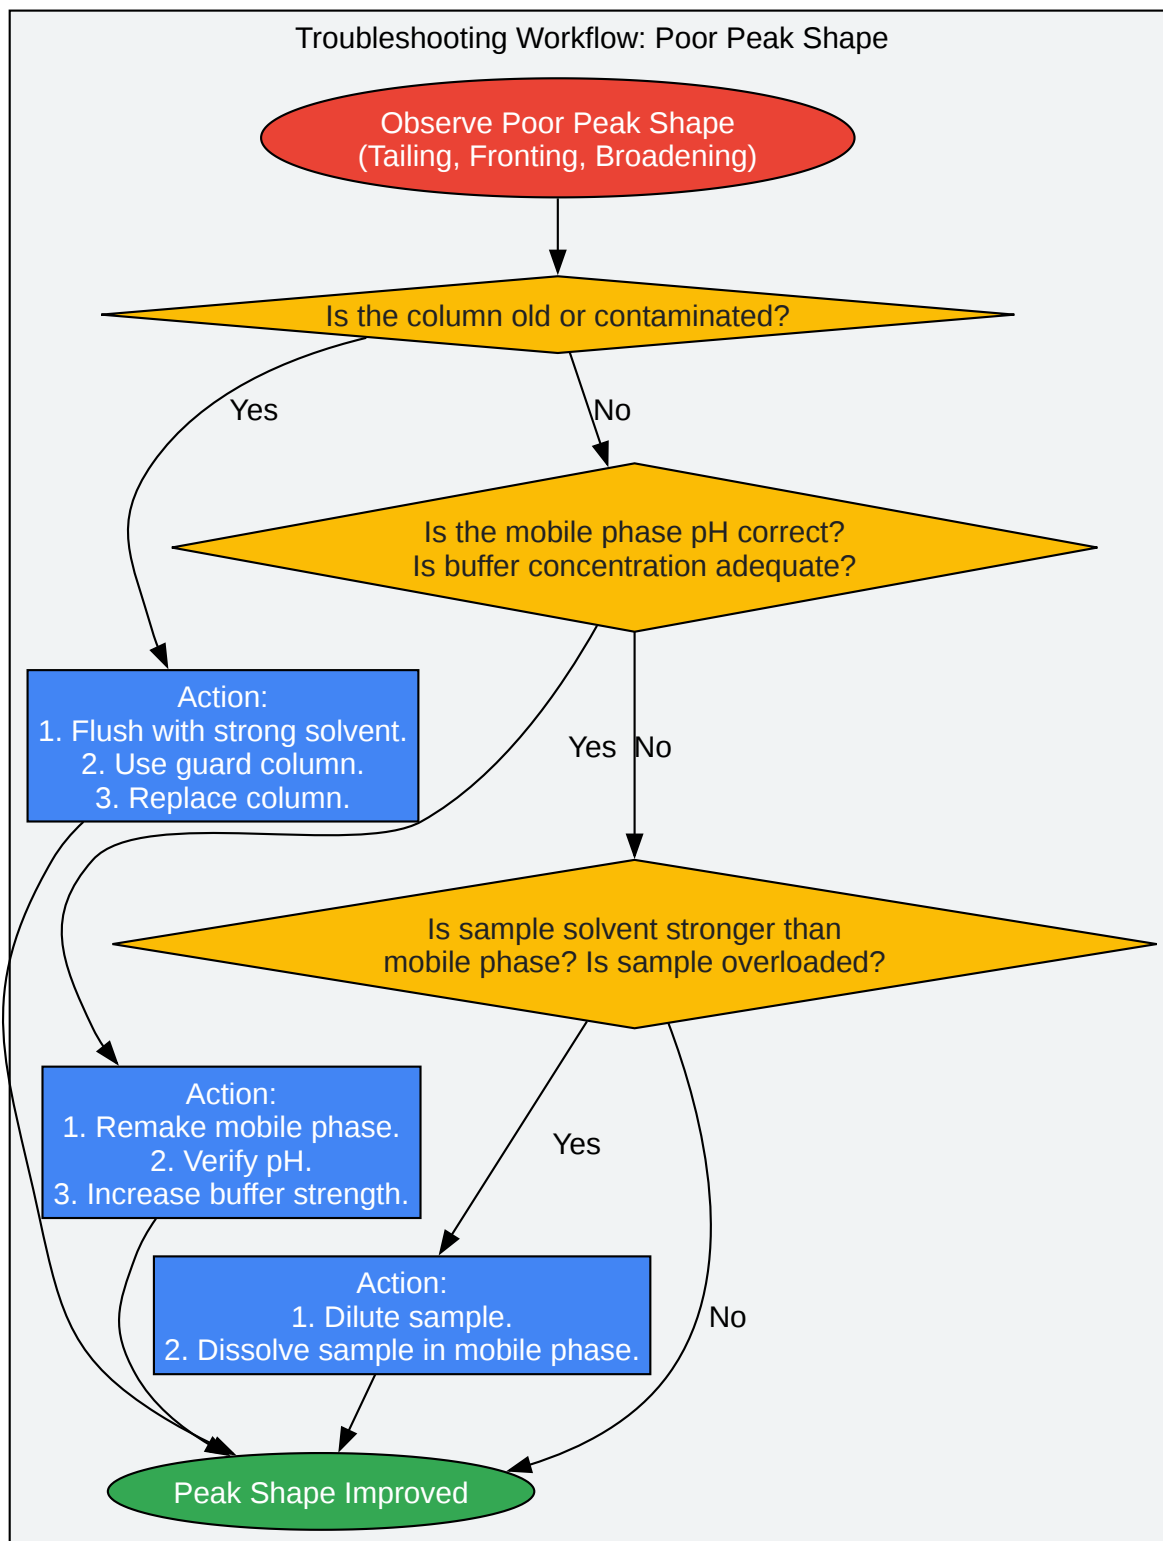 Troubleshooting Workflow: Poor Peak Shape
Observe Poor Peak Shape
(Tailing, Fronting, Broadening)
Is the column old or contaminated?
Yes
No
Is the mobile phase pH correct?
Is buffer concentration adequate?
Action:
1. Flush with strong solvent.
2. Use guard column.
3. Replace column.
Yes
No
Is sample solvent stronger than
mobile phase? Is sample overloaded?
Action:
1. Remake mobile phase.
2. Verify pH.
3. Increase buffer strength.
Yes
Action:
1. Dilute sample.
2. Dissolve sample in mobile phase.
No
Peak Shape Improved